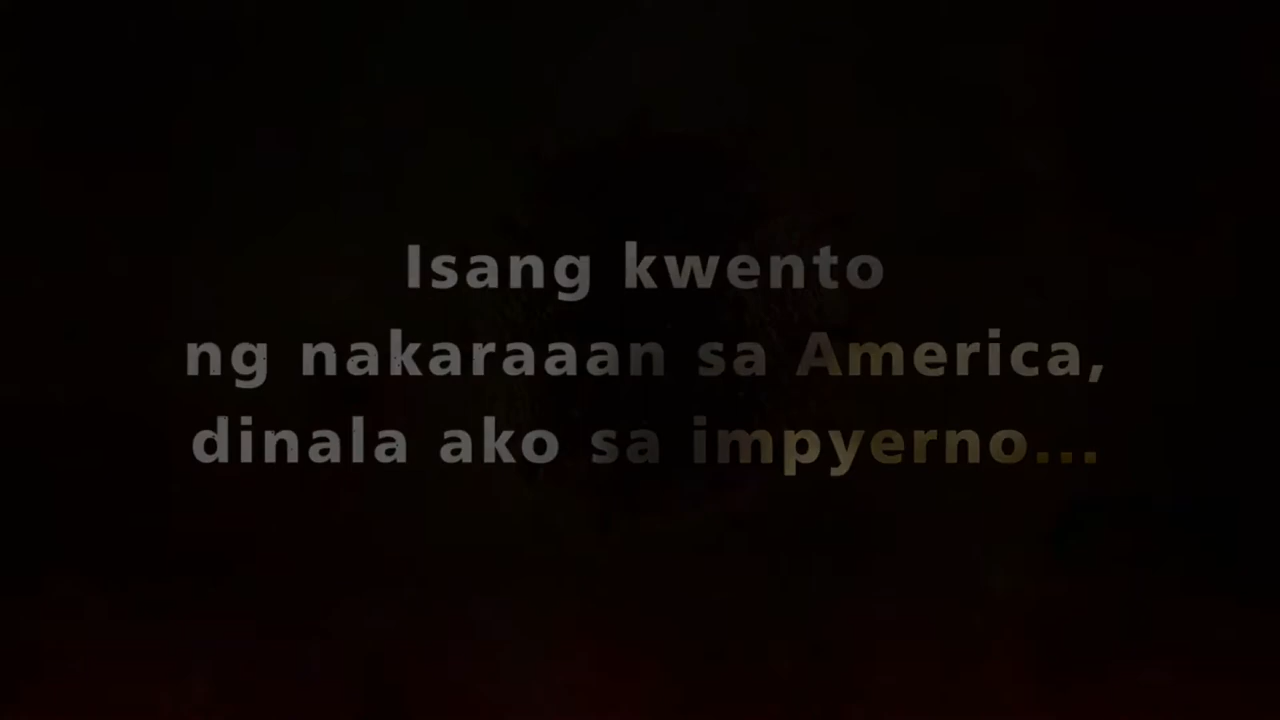 Isang kwento
ng nakaraaan sa America,
dinala ako sa impyerno...